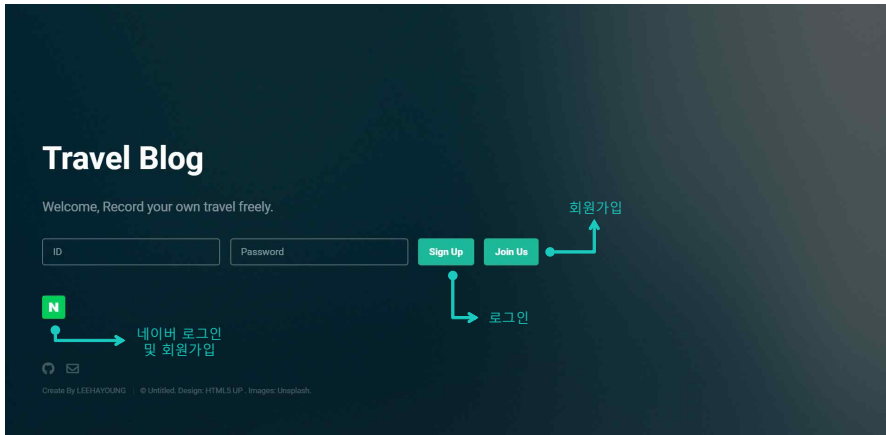 Travel Blog
Welcome, Record your own travel freely.
회원가입
ID
Password
Sign Up
Join Us
N
로그인
네이버 로그인
및 회원가입
Create By LEEHAYOUNG
© Untitled. Design: HTML5 UP . Images: Unsplash.